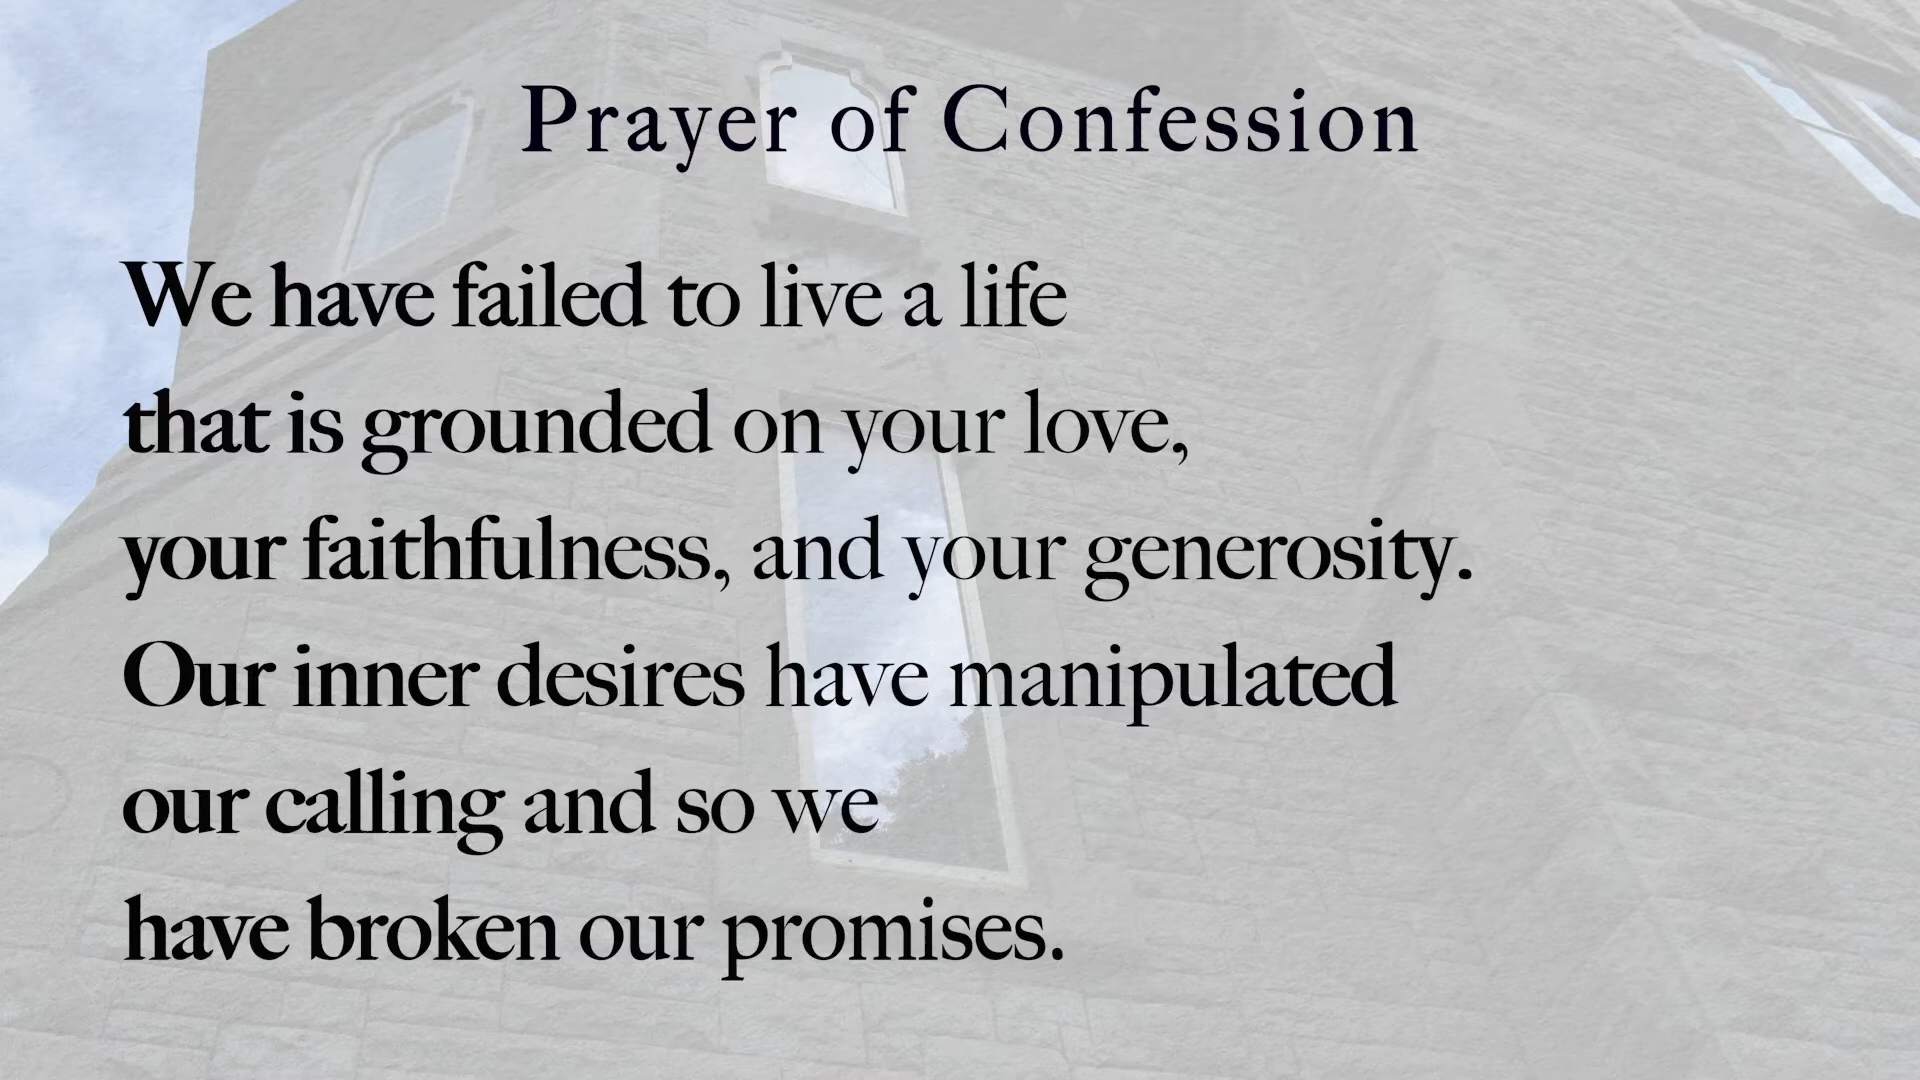 Prayer of Confession
We have failed to live a life
that is grounded on your love,
your faithfulness, and your generosity.
Our inner desires have manipulated
our calling and so we
have broken our promises.